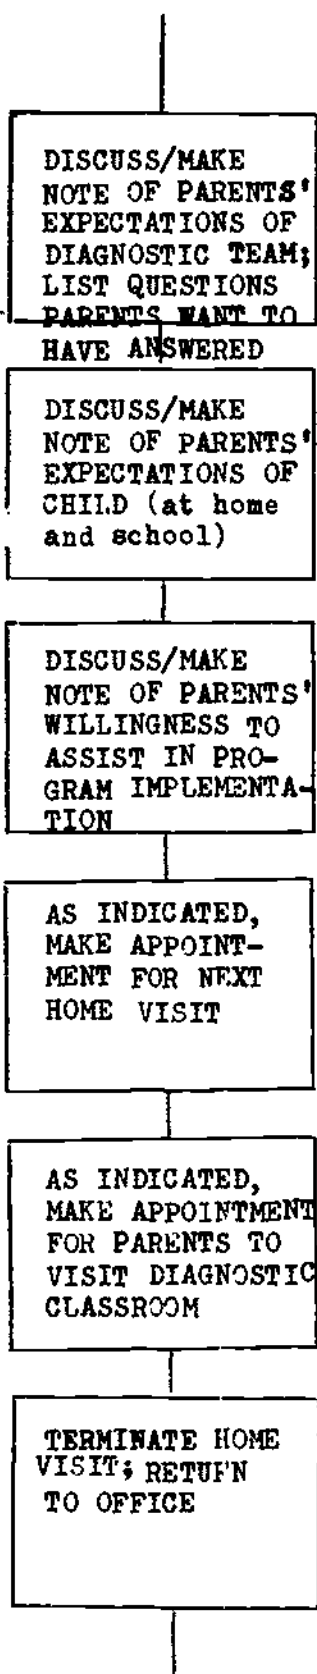 DISCUSS/MAKE
NOTE OF PARENTS'
EXPECTATIONS OF
DIAGNOSTIC TEAM;
LIST QUESTIONS
PARENTS WANT TO
HAVE ANSWERED
DISCUSS/MAKE
NOTE OF PARENTS'
EXPECTATIONS OF
CHILD (at home
and school)
DISCUSS/MAKE
NOTE OF PARENTS'
WILLINGNESS TO
ASSIST IN PRO-
GRAM IMPLEMENTA-
TION
AS INDICATED,
MAKE APPOINT-
MENT FOR NEXT
HOME VISIT
AS INDICATED,
MAKE APPOINTMENT
FOR PARENTS TO
VISIT DIAGNOSTIC
CLASSROOM
TERMINATE HOME
VISIT; RETURN
TO OFFICE